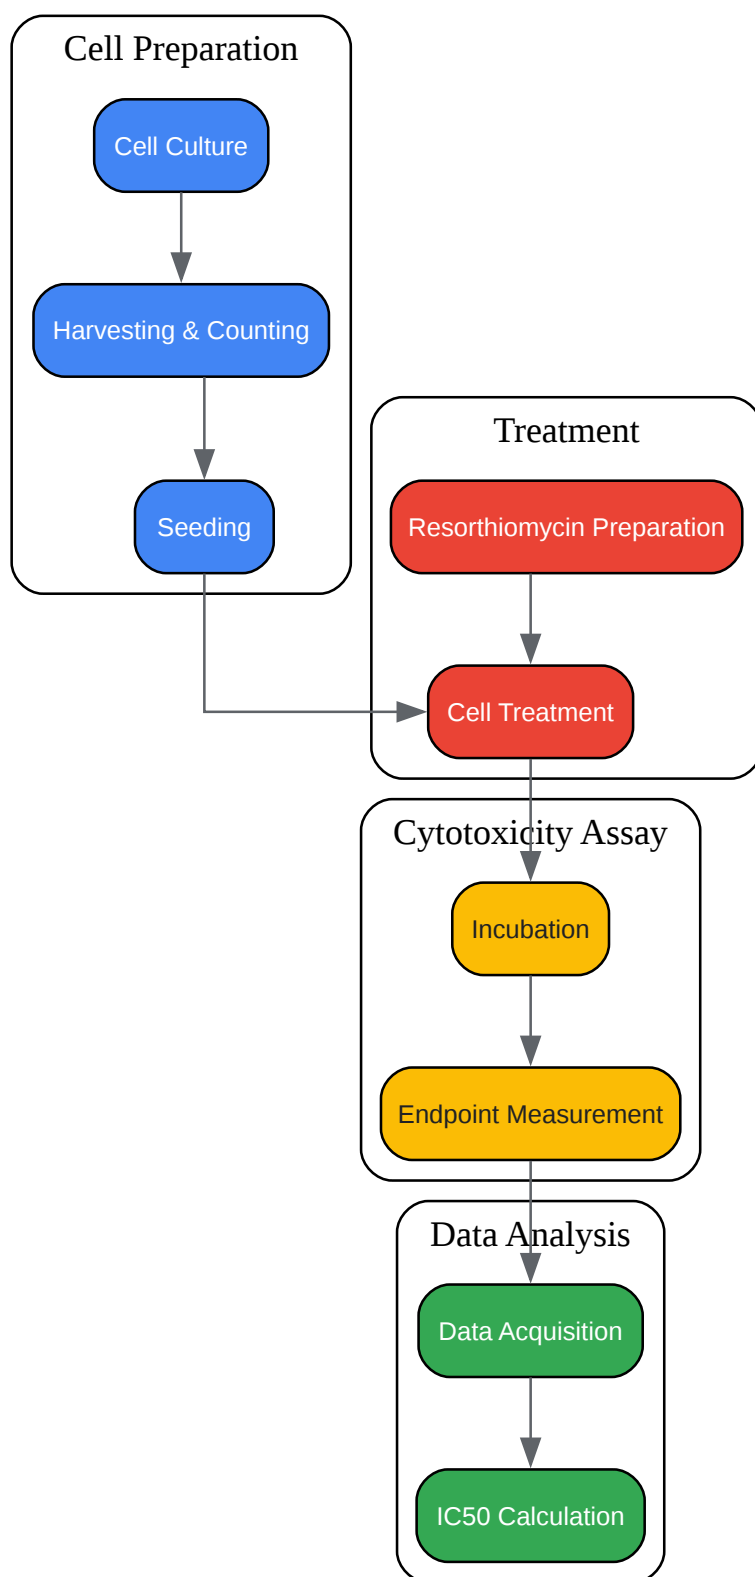 Cell Preparation
Cell Culture
Harvesting & Counting
Seeding
Treatment
Resorthiomycin Preparation
Cell Treatment
Cytotoxicity Assay
Incubation
Endpoint Measurement
Data Analysis
Data Acquisition
IC50 Calculation